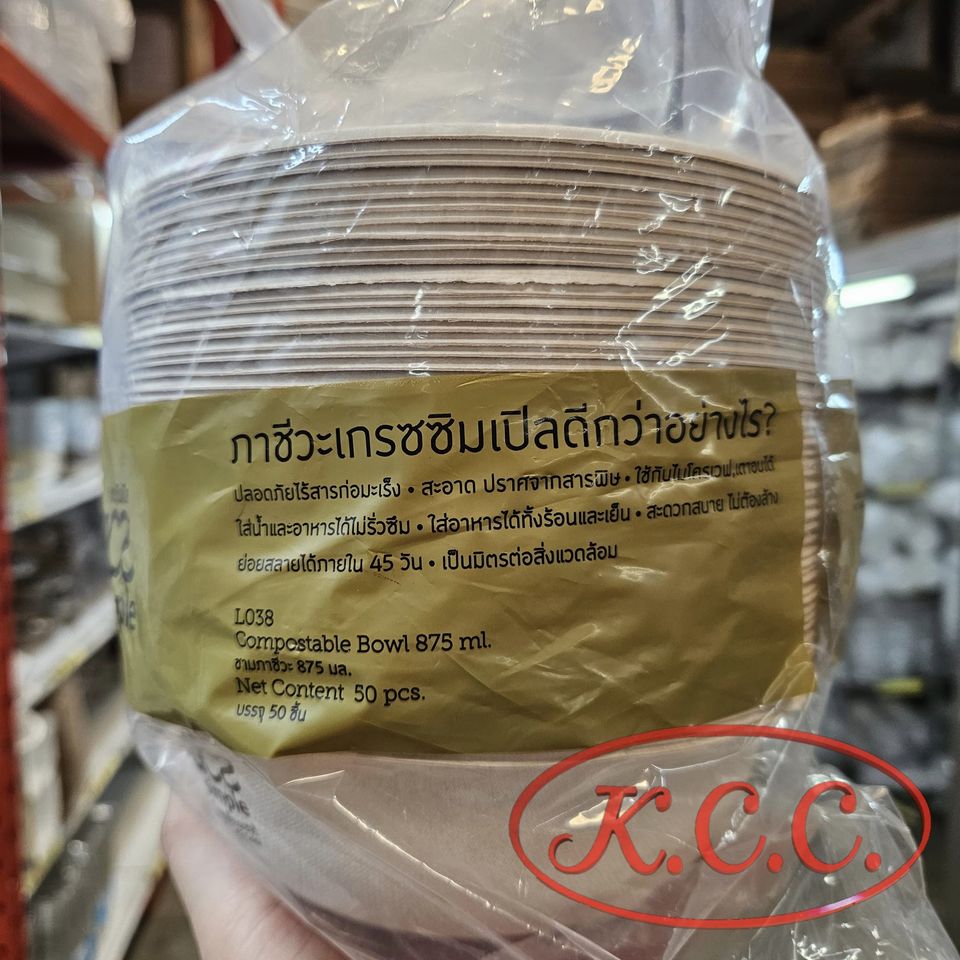 ภาชีวะเกรซซิมเปิลดีกว่าอย่างไร?
ปลอดภัยไร้สารก่อมะเร็ง • สะอาด ปราศจากสารพิษ • ใช้กับไมโครเวฟ,เตาอบได้
ใส่น้ำและอาหารได้ไม่รั่วซึม • ใส่อาหารได้ทั้งร้อนและเย็น • สะดวกสบาย ไม่ต้องล้าง
ย่อยสลายได้ภายใน 45 วัน • เป็นมิตรต่อสิ่งแวดล้อม
L038
Compostable Bowl 875 ml.
ชามภาชีวะ 875 มล.
Net Content 50 pcs.
บรรจุ 50 ชิ้น
K.C.C.